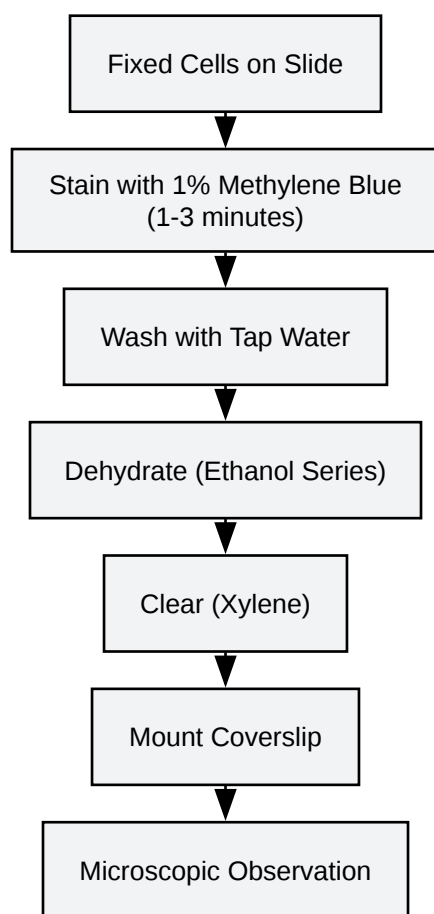 Fixed Cells on Slide
Stain with 1% Methylene Blue
(1-3 minutes)
Wash with Tap Water
Dehydrate (Ethanol Series)
Clear (Xylene)
Mount Coverslip
Microscopic Observation